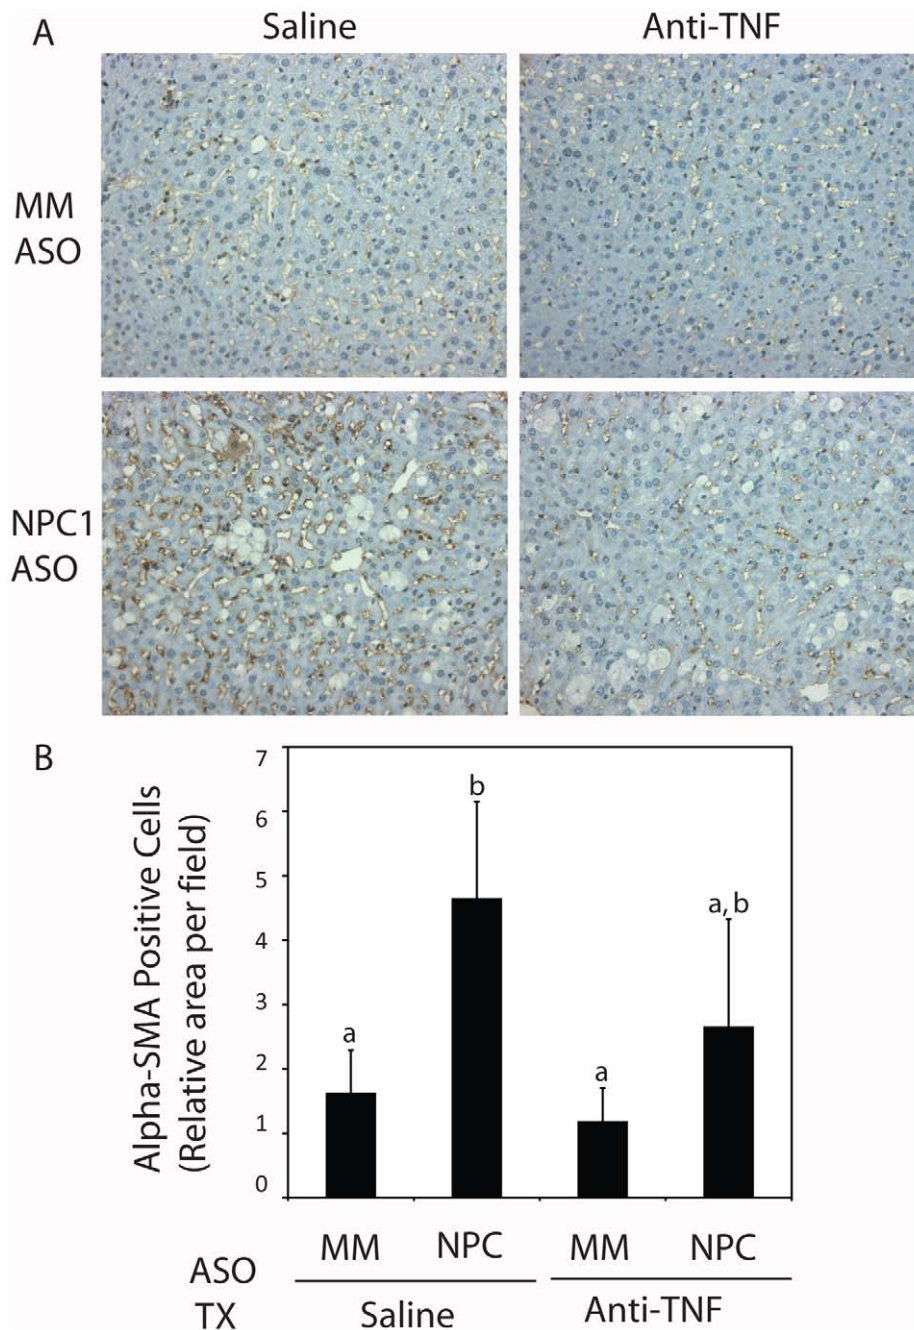 A
Saline
Anti-TNF
MM
ASO
NPC1
ASO
B
Alpha-SMA Positive Cells
(Relative area per field)
7
6
5
4
3
2
1
0
a
b
a
a,b
ASO
MM
NPC
MM
NPC
TX
Saline
Anti-TNF